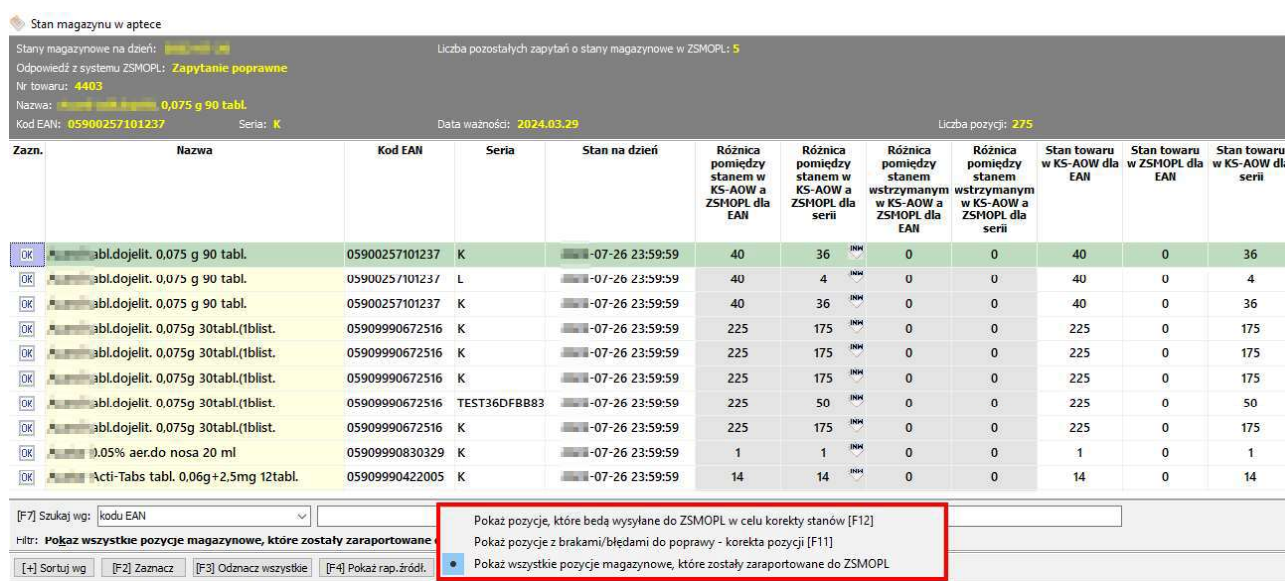 Stan magazynu w aptece
Stany magazynowe na dzień: Liczba pozostałych zapytań o stany magazynowe w ZSMOPL: 5
Odpowiedź z systemu ZSMOPL: Zapytanie poprawne
Nr towaru: 4403
Nazwa: 0,075 g 90 tabl.
Kod EAN: 05900257101237 Seria: K Data ważności: 2024.03.29 Liczba pozycji: 275
Zazn. Nazwa Kod EAN Seria Stan na dzień Różnica Różnica Różnica Różnica Stan towaru Stan towaru Stan towaru
pomiędzy pomiędzy pomiędzy pomiędzy w KS-AOW dla w ZSMOPL dla w KS-AOW dla
stanem w stanem w stanem stanem EAN EAN serii
KS-AOW a KS-AOW a wstrzymanym wstrzymanym
ZSMOPL dla ZSMOPL dla w KS-AOW a w KS-AOW a
EAN serii ZSMOPL dla ZSMOPL dla
EAN serii
OK abl.dojelit. 0,075 g 90 tabl. 05900257101237 K -07-26 23:59:59 40 36 INW 0 0 40 0 36
OK abl.dojelit. 0,075 g 90 tabl. 05900257101237 L -07-26 23:59:59 40 4 INW 0 0 40 0 4
OK abl.dojelit. 0,075 g 90 tabl. 05900257101237 K -07-26 23:59:59 40 36 INW 0 0 40 0 36
OK abl.dojelit. 0,075g 30tabl.(1blist. 05909990672516 K -07-26 23:59:59 225 175 INW 0 0 225 0 175
OK abl.dojelit. 0,075g 30tabl.(1blist. 05909990672516 K -07-26 23:59:59 225 175 INW 0 0 225 0 175
OK abl.dojelit. 0,075g 30tabl.(1blist. 05909990672516 K -07-26 23:59:59 225 175 INW 0 0 225 0 175
OK abl.dojelit. 0,075g 30tabl.(1blist. 05909990672516 TEST36DFBB83 -07-26 23:59:59 225 50 INW 0 0 225 0 50
OK abl.dojelit. 0,075g 30tabl.(1blist. 05909990672516 K -07-26 23:59:59 225 175 INW 0 0 225 0 175
OK 0.05% aer.do nosa 20 ml 05909990830329 K -07-26 23:59:59 1 1 INW 0 0 1 0 1
OK Acti-Tabs tabl. 0,06g+2,5mg 12tabl. 05909990422005 K -07-26 23:59:59 14 14 INW 0 0 14 0 14
[F7] Szukaj wg: kodu EAN
Pokaż pozycje, które bedą wysyłane do ZSMOPL w celu korekty stanów [F12]
Filtr: Pokaż wszystkie pozycje magazynowe, które zostały zaraportowane
Pokaż pozycje z brakami/błędami do poprawy - korekta pozycji [F11]
[+] Sortuj wg [F2] Zaznacz [F3] Odznacz wszystkie [F4] Pokaż rap.źródł.
Pokaż wszystkie pozycje magazynowe, które zostały zaraportowane do ZSMOPL